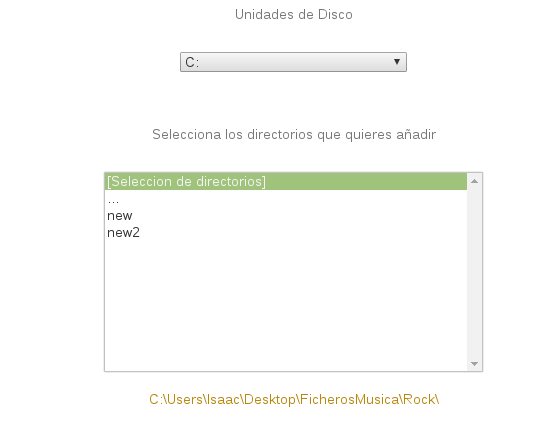 Unidades de Disco
C:
Selecciona los directorios que quieres añadir
[Seleccion de directorios]
...
new
new2
C:\Users\Isaac\Desktop\FicherosMusica\Rock\